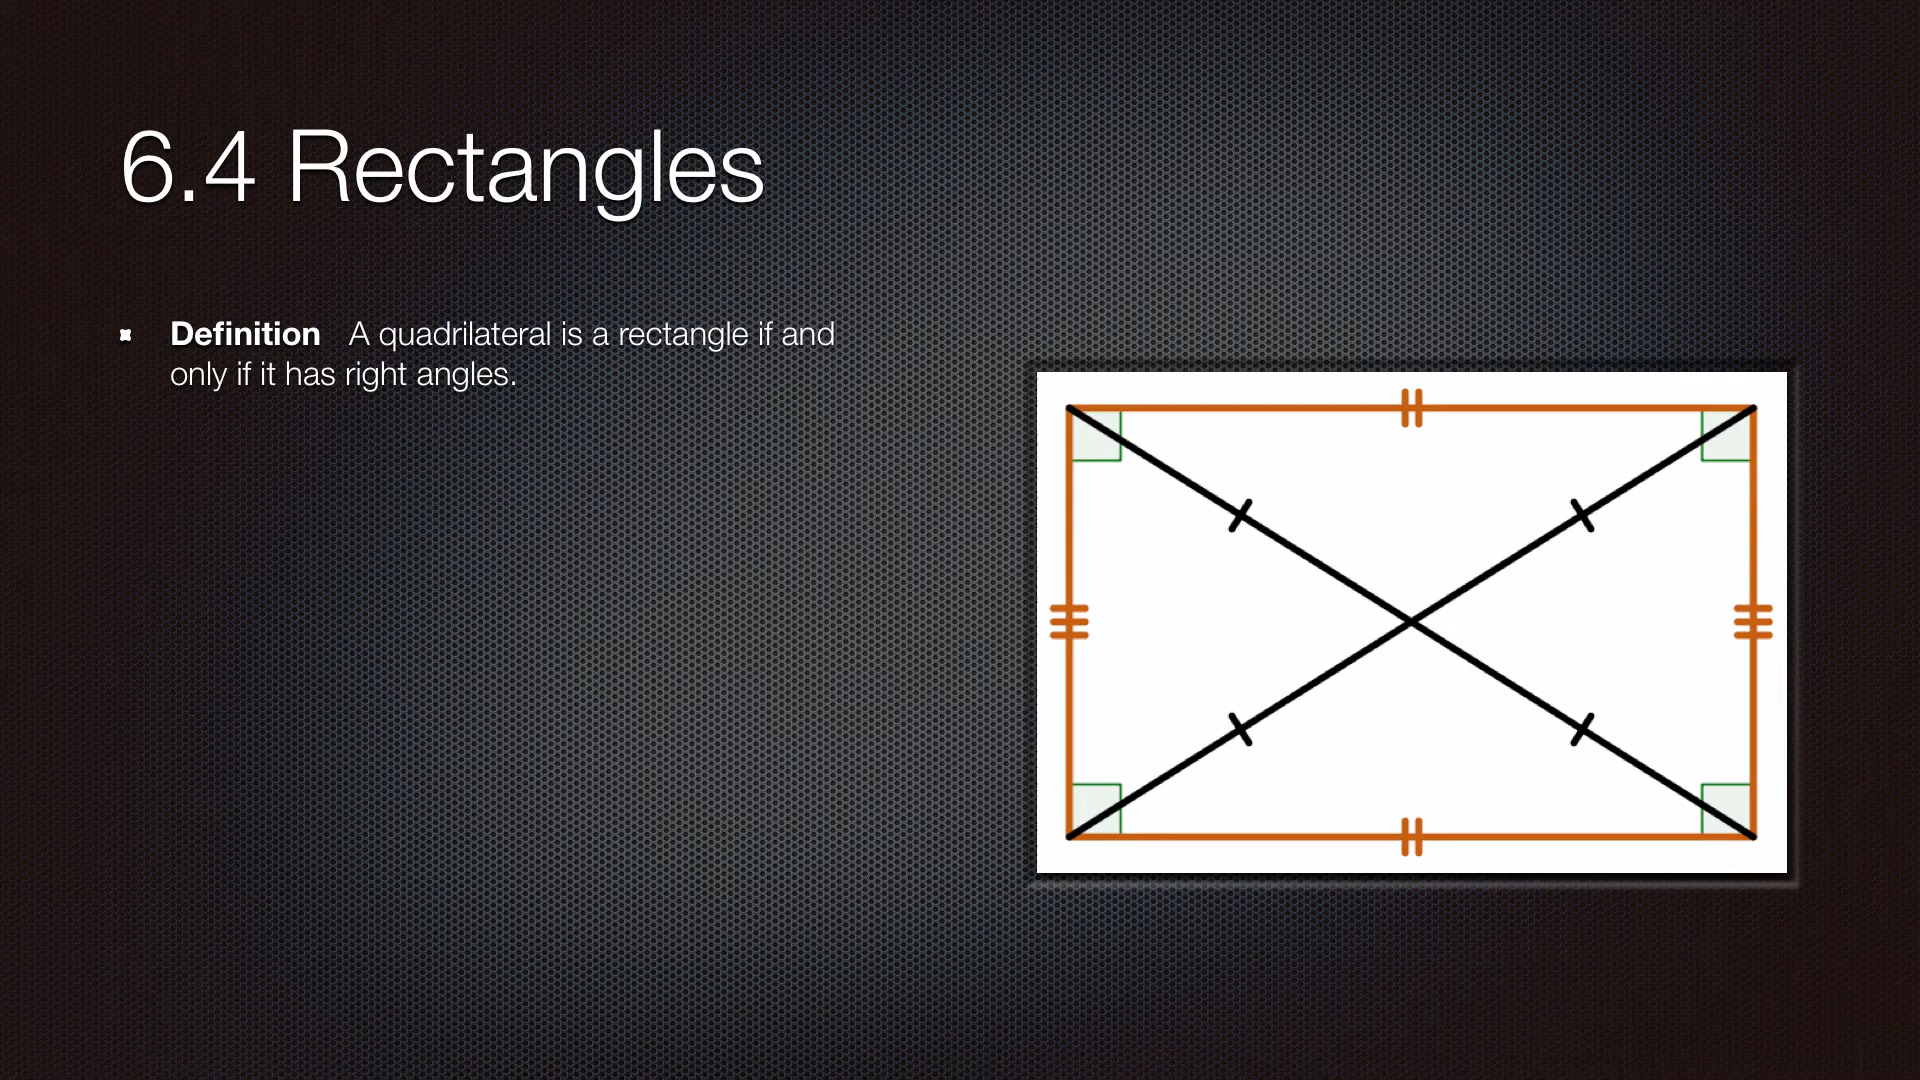 6.4 Rectangles
Definition A quadrilateral is a rectangle if and
only if it has right angles.